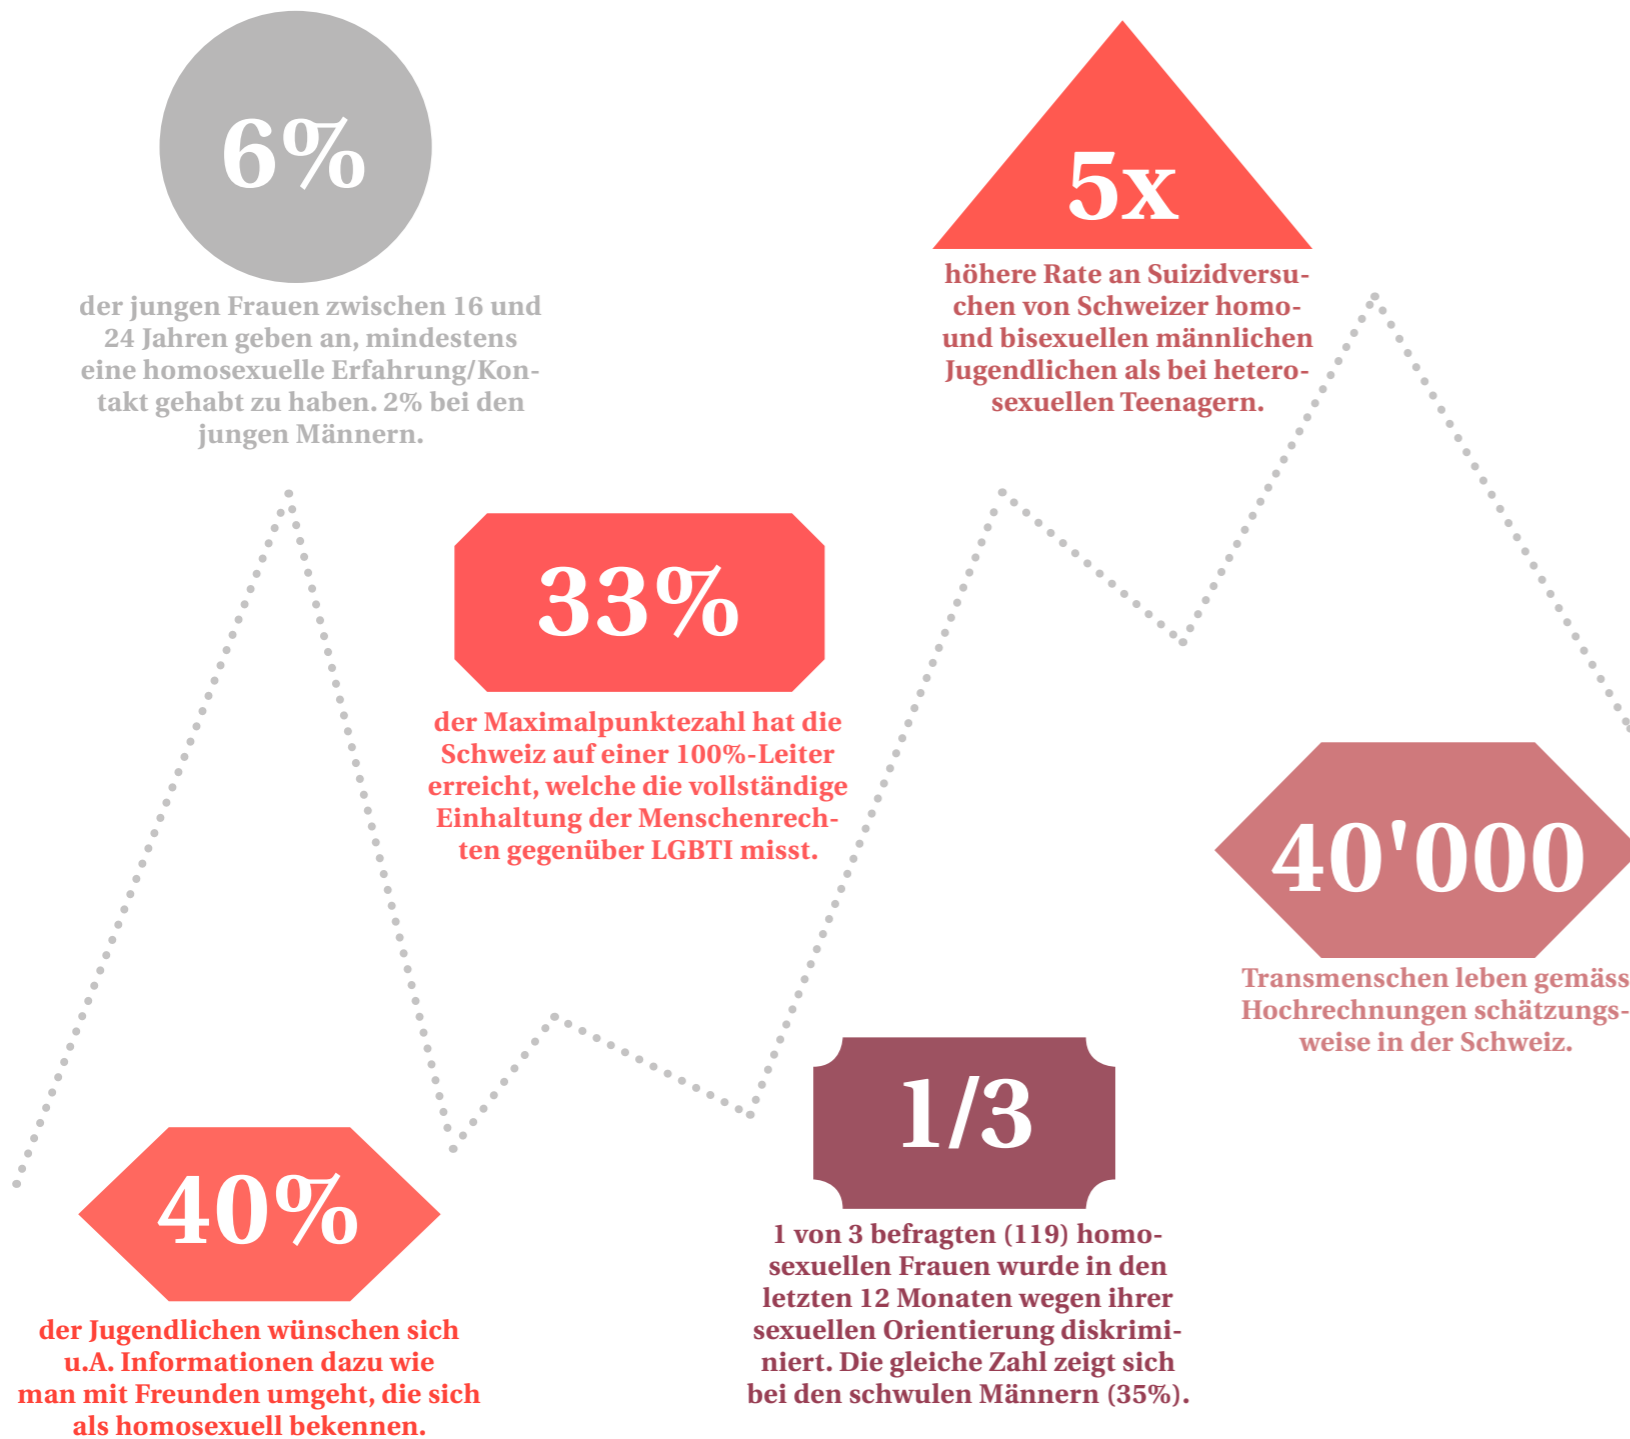 6%
der jungen Frauen zwischen 16 und
24 Jahren geben an, mindestens
eine homosexuelle Erfahrung/Kon-
takt gehabt zu haben. 2% bei den
jungen Männern.
5x
höhere Rate an Suizidversu-
chen von Schweizer homo-
und bisexuellen männlichen
Jugendlichen als bei hetero-
sexuellen Teenagern.
33%
der Maximalpunktezahl hat die
Schweiz auf einer 100%-Leiter
erreicht, welche die vollständige
Einhaltung der Menschenrech-
ten gegenüber LGBTI misst.
40'000
Transmenschen leben gemäss
Hochrechnungen schätzungs-
weise in der Schweiz.
40%
der Jugendlichen wünschen sich
u.A. Informationen dazu wie
man mit Freunden umgeht, die sich
als homosexuell bekennen.
1/3
1 von 3 befragten (119) homo-
sexuellen Frauen wurde in den
letzten 12 Monaten wegen ihrer
sexuellen Orientierung diskrimi-
niert. Die gleiche Zahl zeigt sich
bei den schwulen Männern (35%).